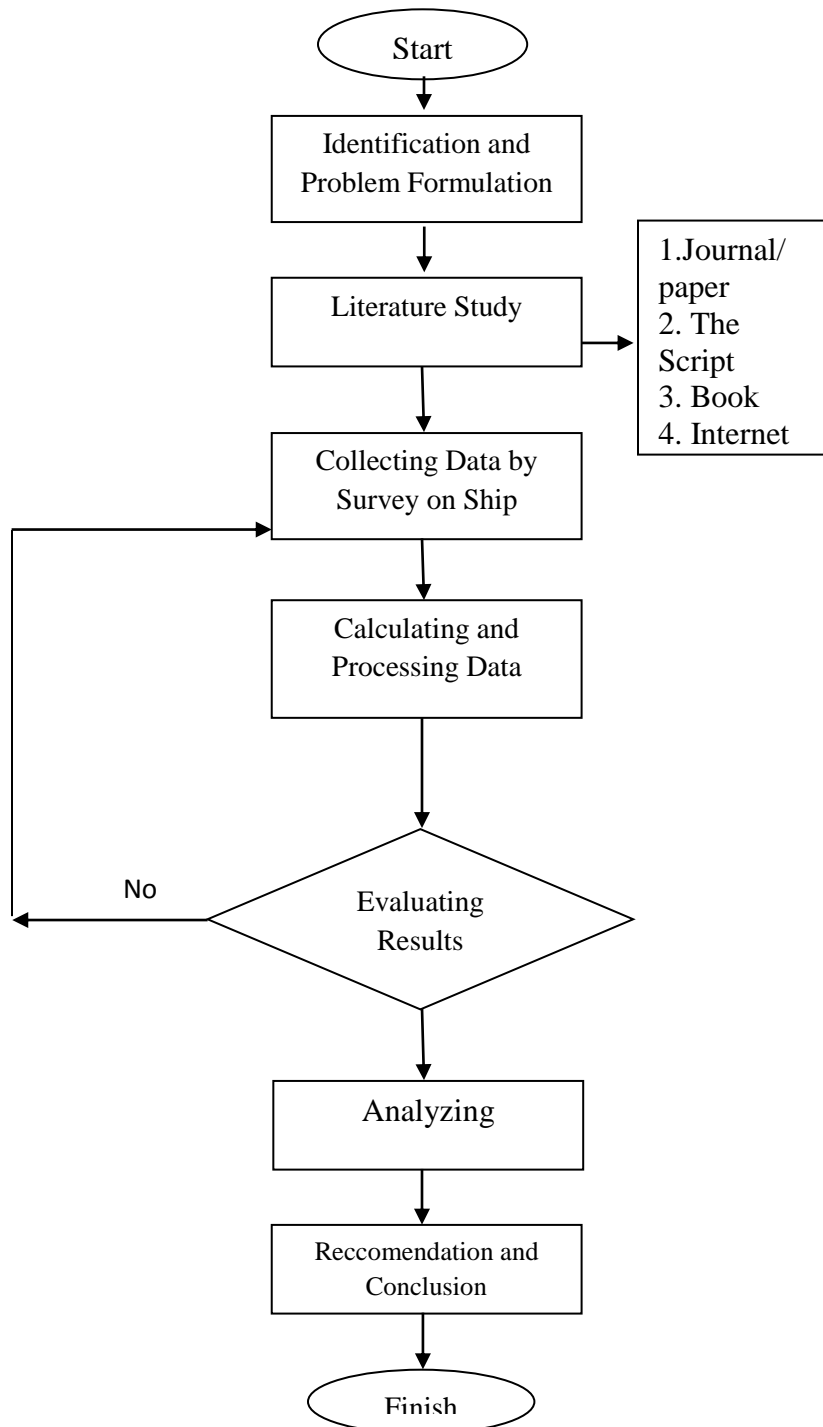 Start
Identification and
Problem Formulation
Literature Study
1.Journal/
paper
2. The
Script
3. Book
4. Internet
Collecting Data by
Survey on Ship
Calculating and
Processing Data
No
Evaluating
Results
Analyzing
Reccomendation and
Conclusion
Finish